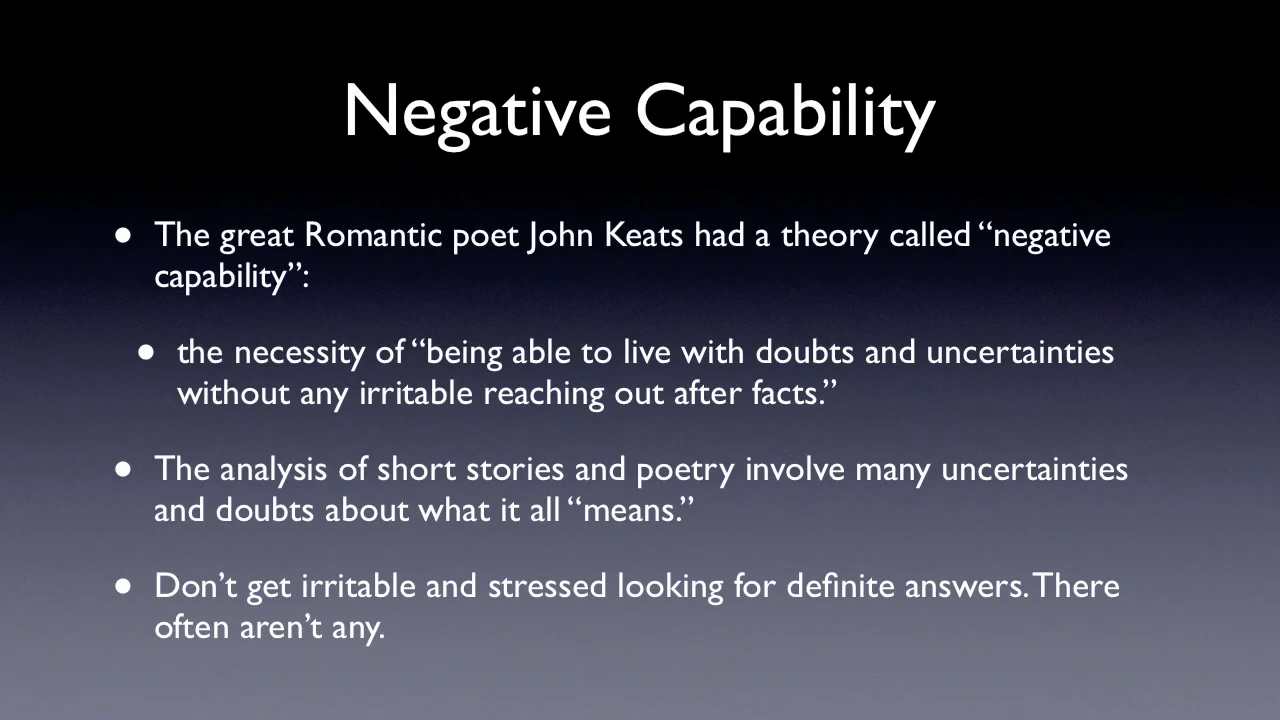 Negative Capability
• The great Romantic poet John Keats had a theory called “negative
capability”:
• the necessity of “being able to live with doubts and uncertainties
without any irritable reaching out after facts.”
• The analysis of short stories and poetry involve many uncertainties
and doubts about what it all “means.”
• Don’t get irritable and stressed looking for definite answers. There
often aren’t any.